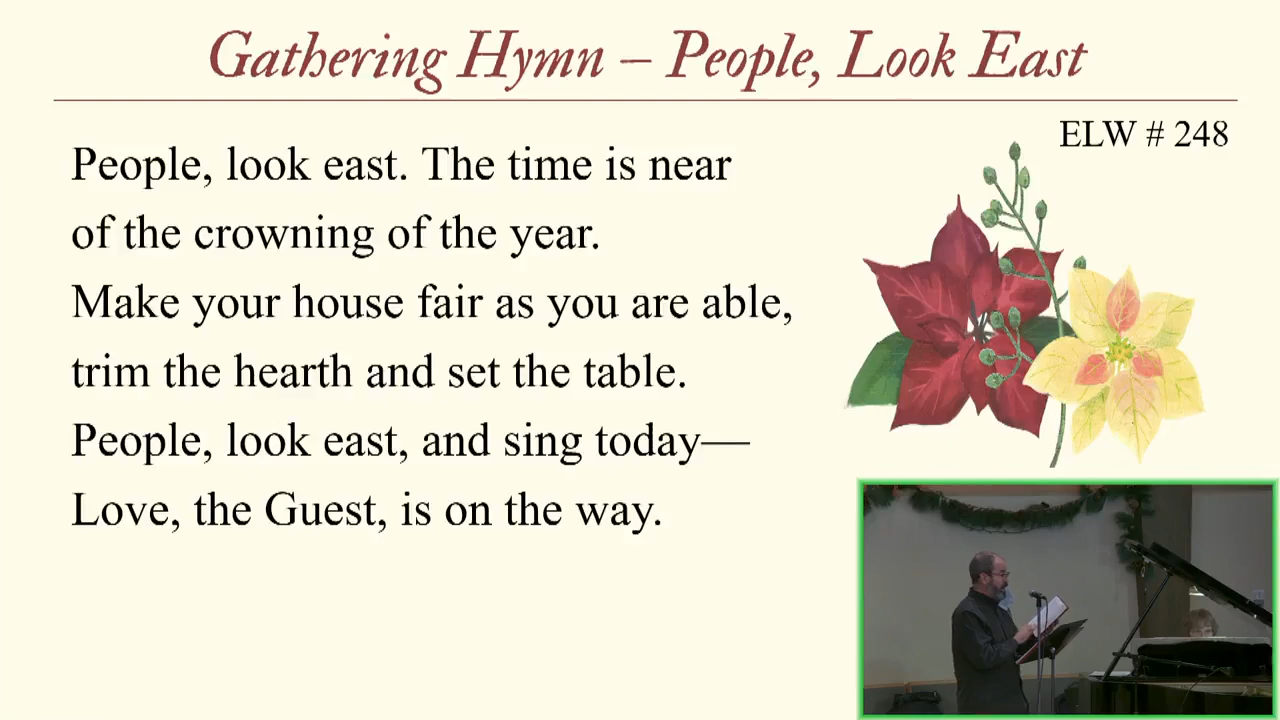 Gathering Hymn – People, Look East
ELW # 248
People, look east. The time is near
of the crowning of the year.
Make your house fair as you are able,
trim the hearth and set the table.
People, look east, and sing today—
Love, the Guest, is on the way.